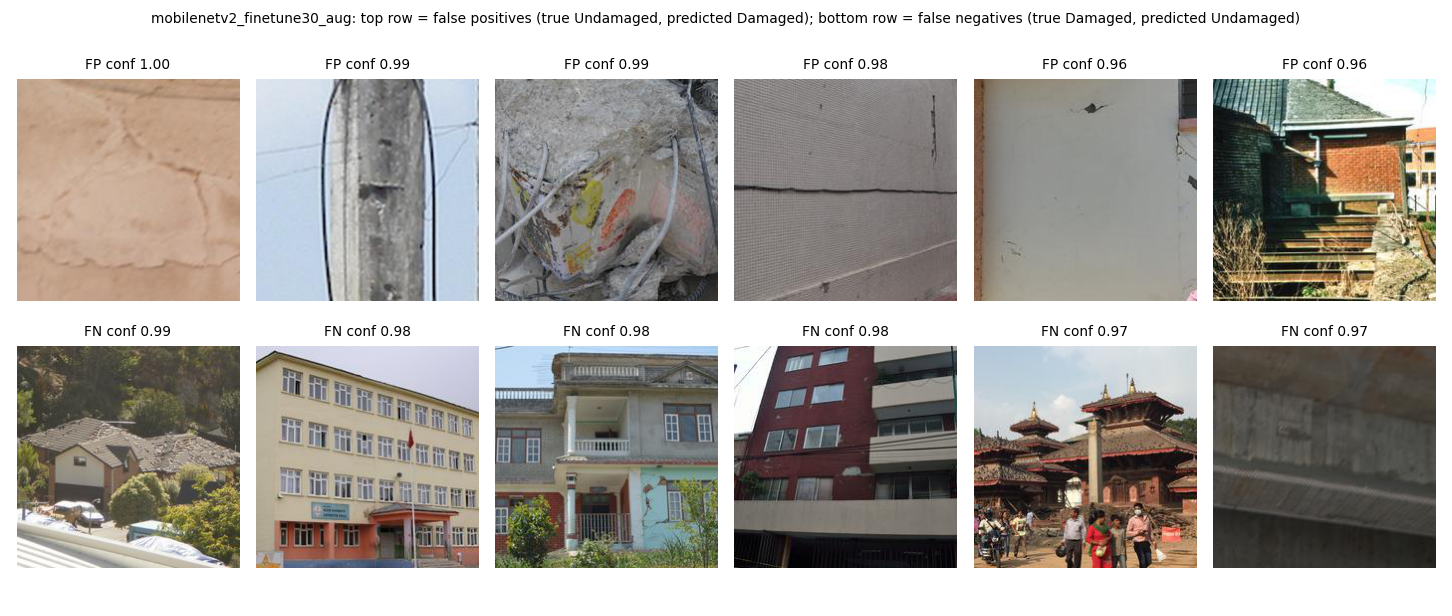 mobilenetv2_finetune30_aug: top row = false positives (true Undamaged, predicted Damaged); bottom row = false negatives (true Damaged, predicted Undamaged)
FP conf 1.00
FP conf 0.99
FP conf 0.99
FP conf 0.98
FP conf 0.96
FP conf 0.96
FN conf 0.99
FN conf 0.98
FN conf 0.98
FN conf 0.98
FN conf 0.97
FN conf 0.97